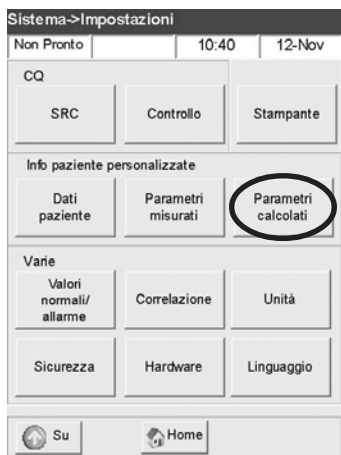 Sistema->Impostazioni
Non Pronto 10:40 12-Nov
CQ
SRC Controllo Stampante
Info paziente personalizzate
Dati paziente
Parametri misurati
Parametri calcolati
Varie
Valori normali/ allarme
Correlazione
Unità
Sicurezza Hardware Linguaggio
Su Home